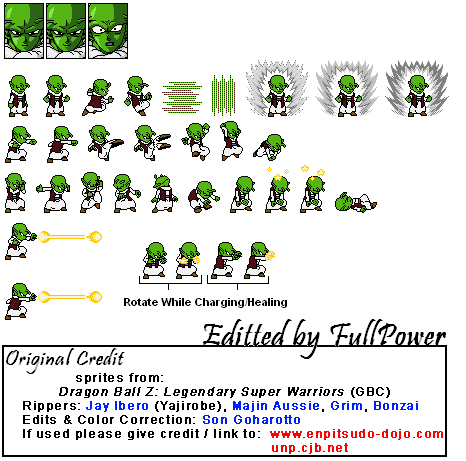 Rotate While Charging/Healing
Editted by FullPower
Original Credit
sprites from:
Dragon Ball Z: Legendary Super Warriors (GBC)
Rippers: Jay Ibero (Yajirobe), Majin Aussie, Grim, Bonzai
Edits & Color Correction: Son Goharotto
If used please give credit / link to: www.enpitsudo-dojo.com
unp.cjb.net